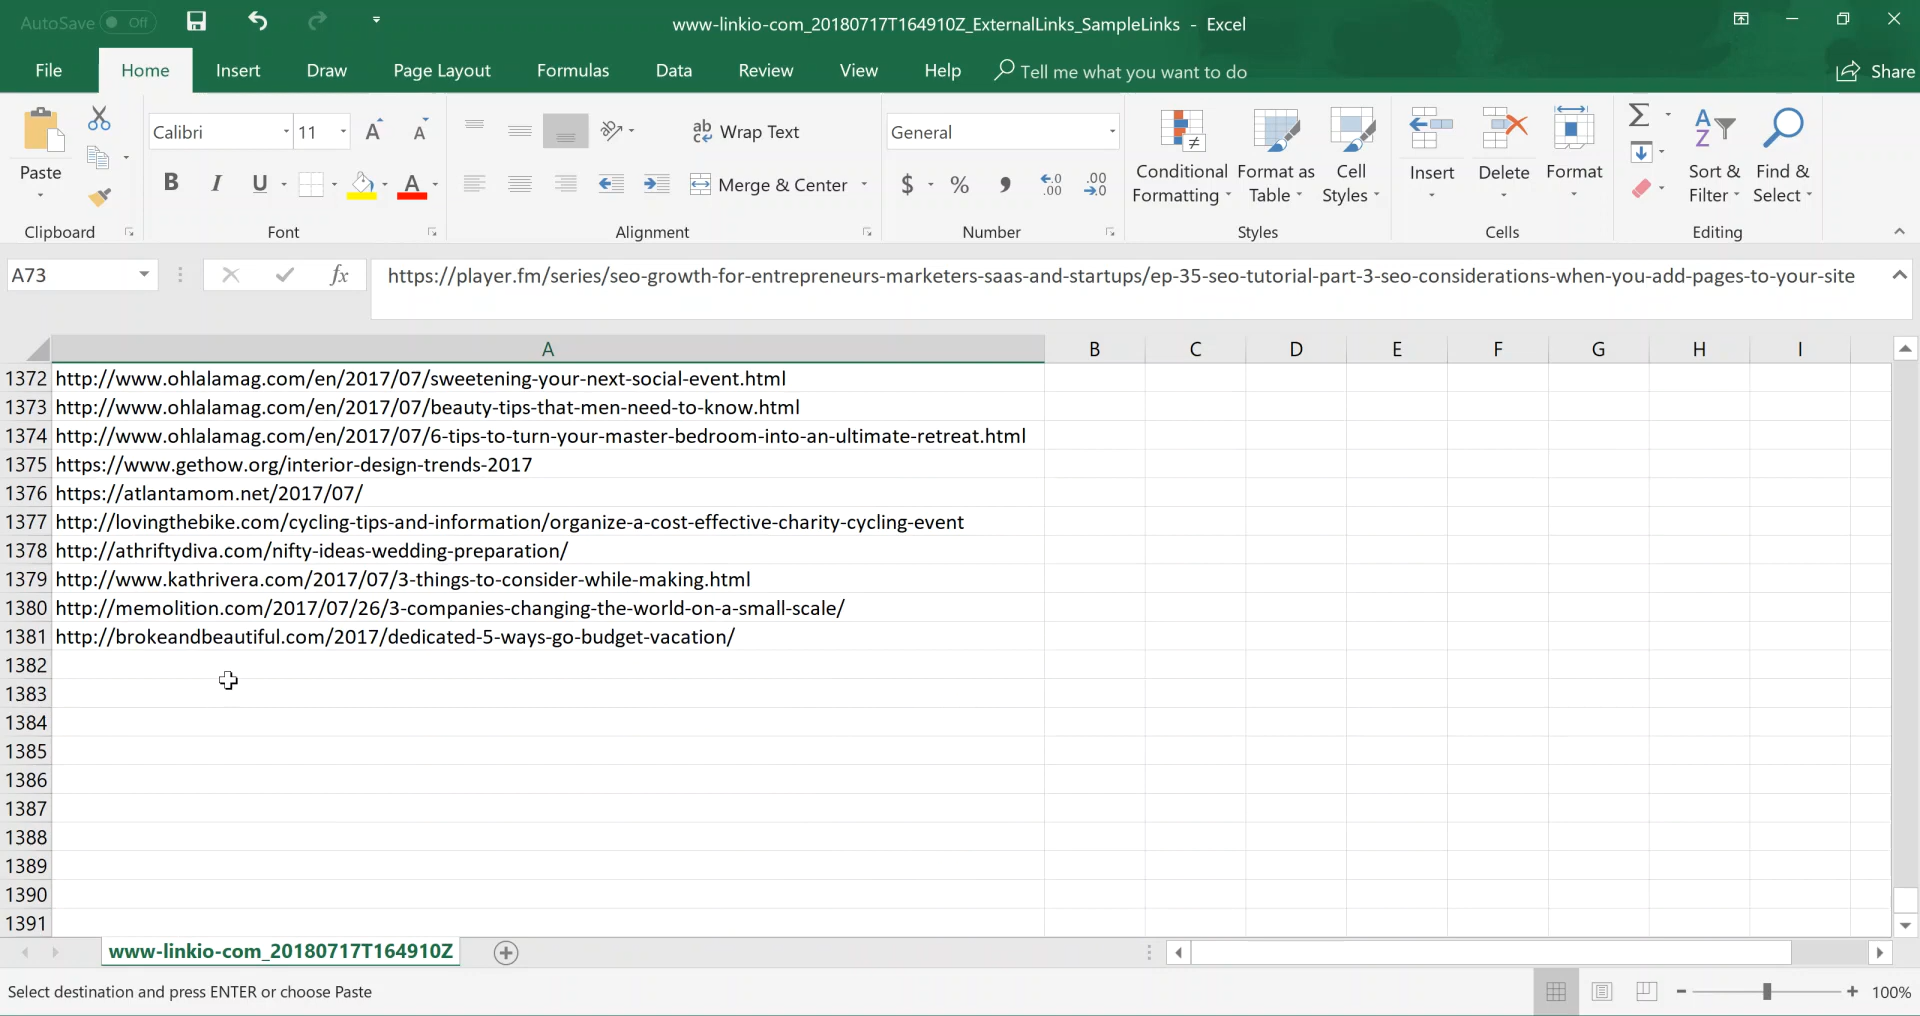 AutoSave Off
www-linkio-com_20180717T164910Z_ExternalLinks_SampleLinks - Excel
File Home Insert Draw Page Layout Formulas Data Review View Help Tell me what you want to do Share
Paste
Clipboard
Calibri 11
A A
B I U A
Font
ab Wrap Text
Merge & Center
Alignment
General
$ % , .00 .00
Number
Conditional Formatting
Format as Table
Cell Styles
Styles
Insert
Delete
Format
Cells
Σ
Sort & Filter
Find & Select
Editing
A73
fx
https://player.fm/series/seo-growth-for-entrepreneurs-marketers-saas-and-startups/ep-35-seo-tutorial-part-3-seo-considerations-when-you-add-pages-to-your-site
A B C D E F G H I
1372 http://www.ohlalamag.com/en/2017/07/sweetening-your-next-social-event.html
1373 http://www.ohlalamag.com/en/2017/07/beauty-tips-that-men-need-to-know.html
1374 http://www.ohlalamag.com/en/2017/07/6-tips-to-turn-your-master-bedroom-into-an-ultimate-retreat.html
1375 https://www.gethow.org/interior-design-trends-2017
1376 https://atlantamom.net/2017/07/
1377 http://lovingthebike.com/cycling-tips-and-information/organize-a-cost-effective-charity-cycling-event
1378 http://athriftydiva.com/nifty-ideas-wedding-preparation/
1379 http://www.kathrivera.com/2017/07/3-things-to-consider-while-making.html
1380 http://memolition.com/2017/07/26/3-companies-changing-the-world-on-a-small-scale/
1381 http://brokeandbeautiful.com/2017/dedicated-5-ways-go-budget-vacation/
1382
1383
1384
1385
1386
1387
1388
1389
1390
1391
www-linkio-com_20180717T164910Z
Select destination and press ENTER or choose Paste
100%